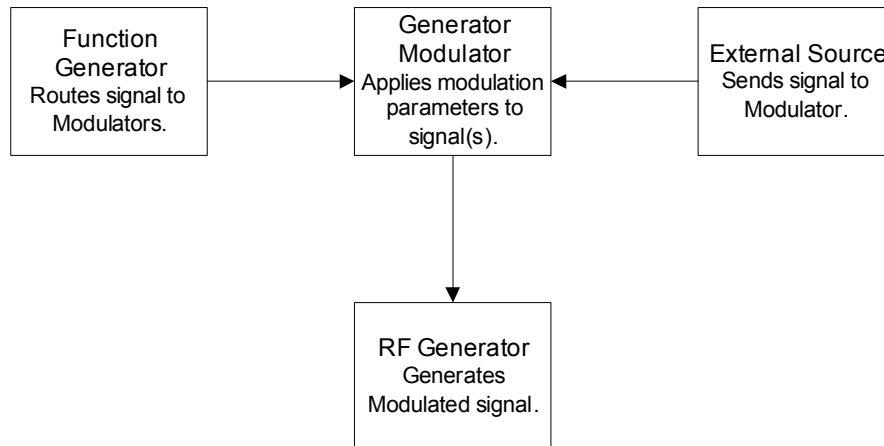 Function
Generator
Routes signal to
Modulators.
Generator
Modulator
Applies modulation
parameters to
signal(s).
External Source
Sends signal to
Modulator.
RF Generator
Generates
Modulated signal.